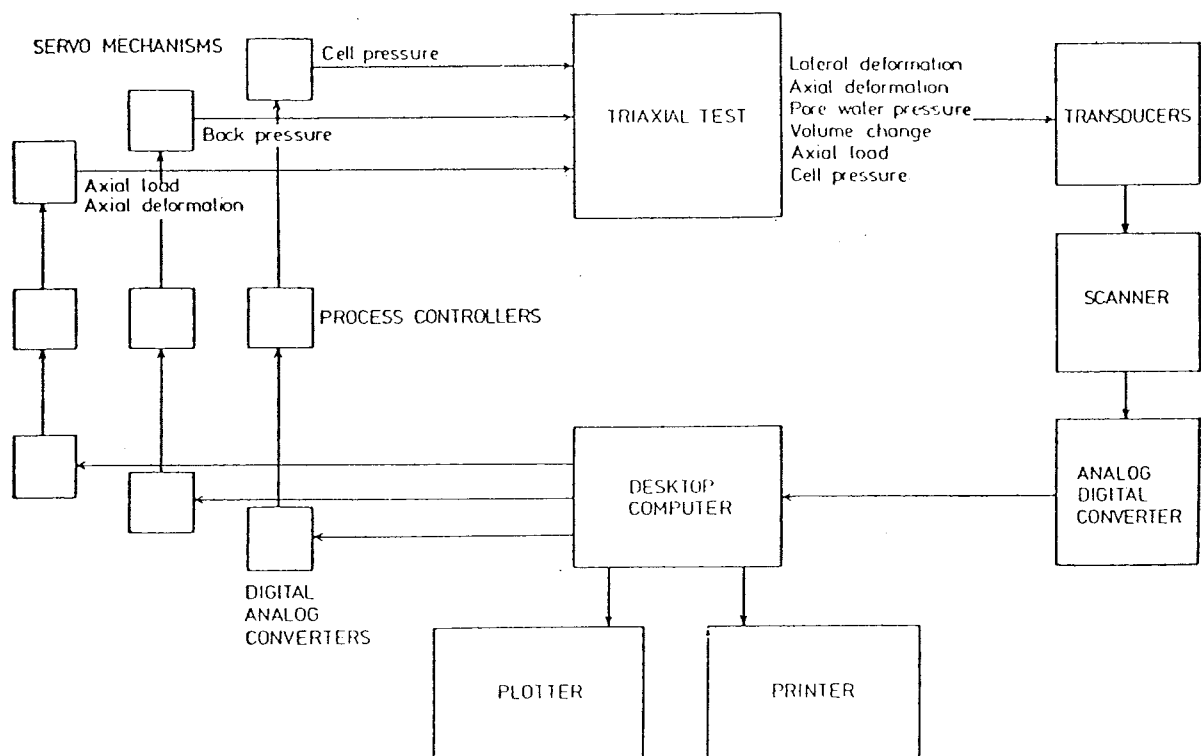 SERVO MECHANISMS
Cell pressure
Back pressure
Axial load
Axial deformation
TRIAXIAL TEST
Lateral deformation
Axial deformation
Pore water pressure
Volume change
Axial load
Cell pressure
TRANSDUCERS
SCANNER
PROCESS CONTROLLERS
ANALOG
DIGITAL
CONVERTER
DESKTOP
COMPUTER
DIGITAL
ANALOG
CONVERTERS
PLOTTER
PRINTER